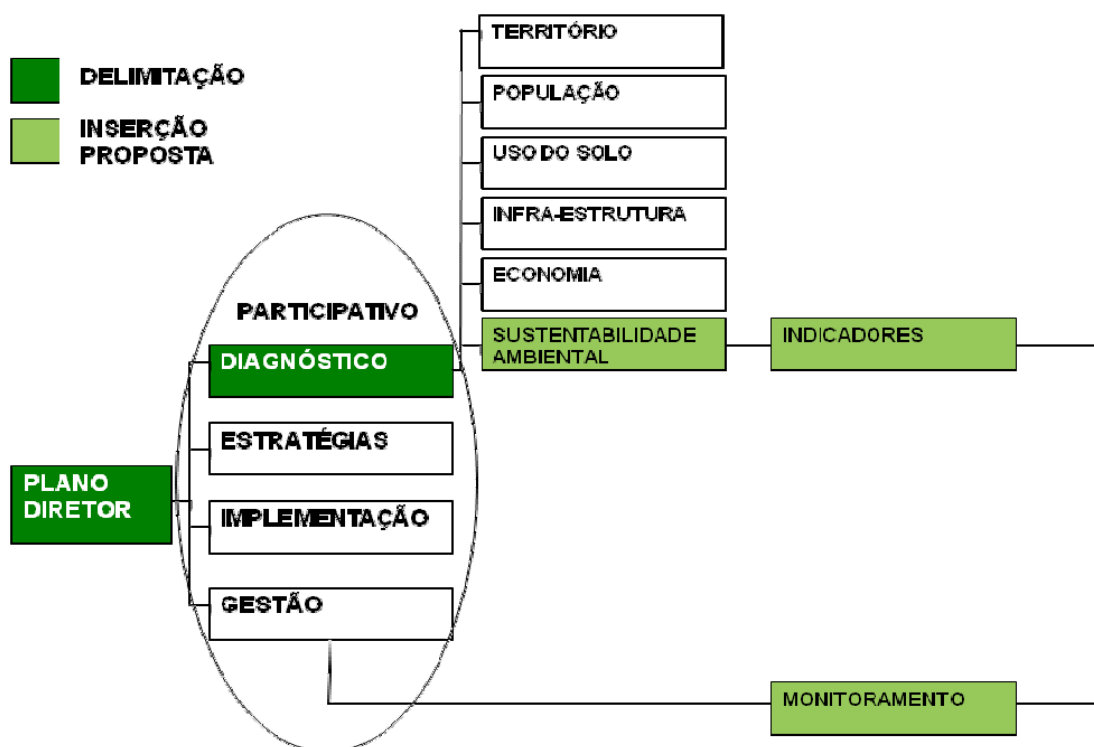 DELIMITAÇÃO
INSERÇÃO
PROPOSTA
TERRITÓRIO
POPULAÇÃO
USO DO SOLO
INFRA-ESTRUTURA
ECONOMIA
SUSTENTABILIDADE
AMBIENTAL
INDICADORES
PARTICIPATIVO
DIAGNÓSTICO
ESTRATÉGIAS
PLANO
DIRETOR
IMPLEMENTAÇÃO
GESTÃO
MONITORAMENTO